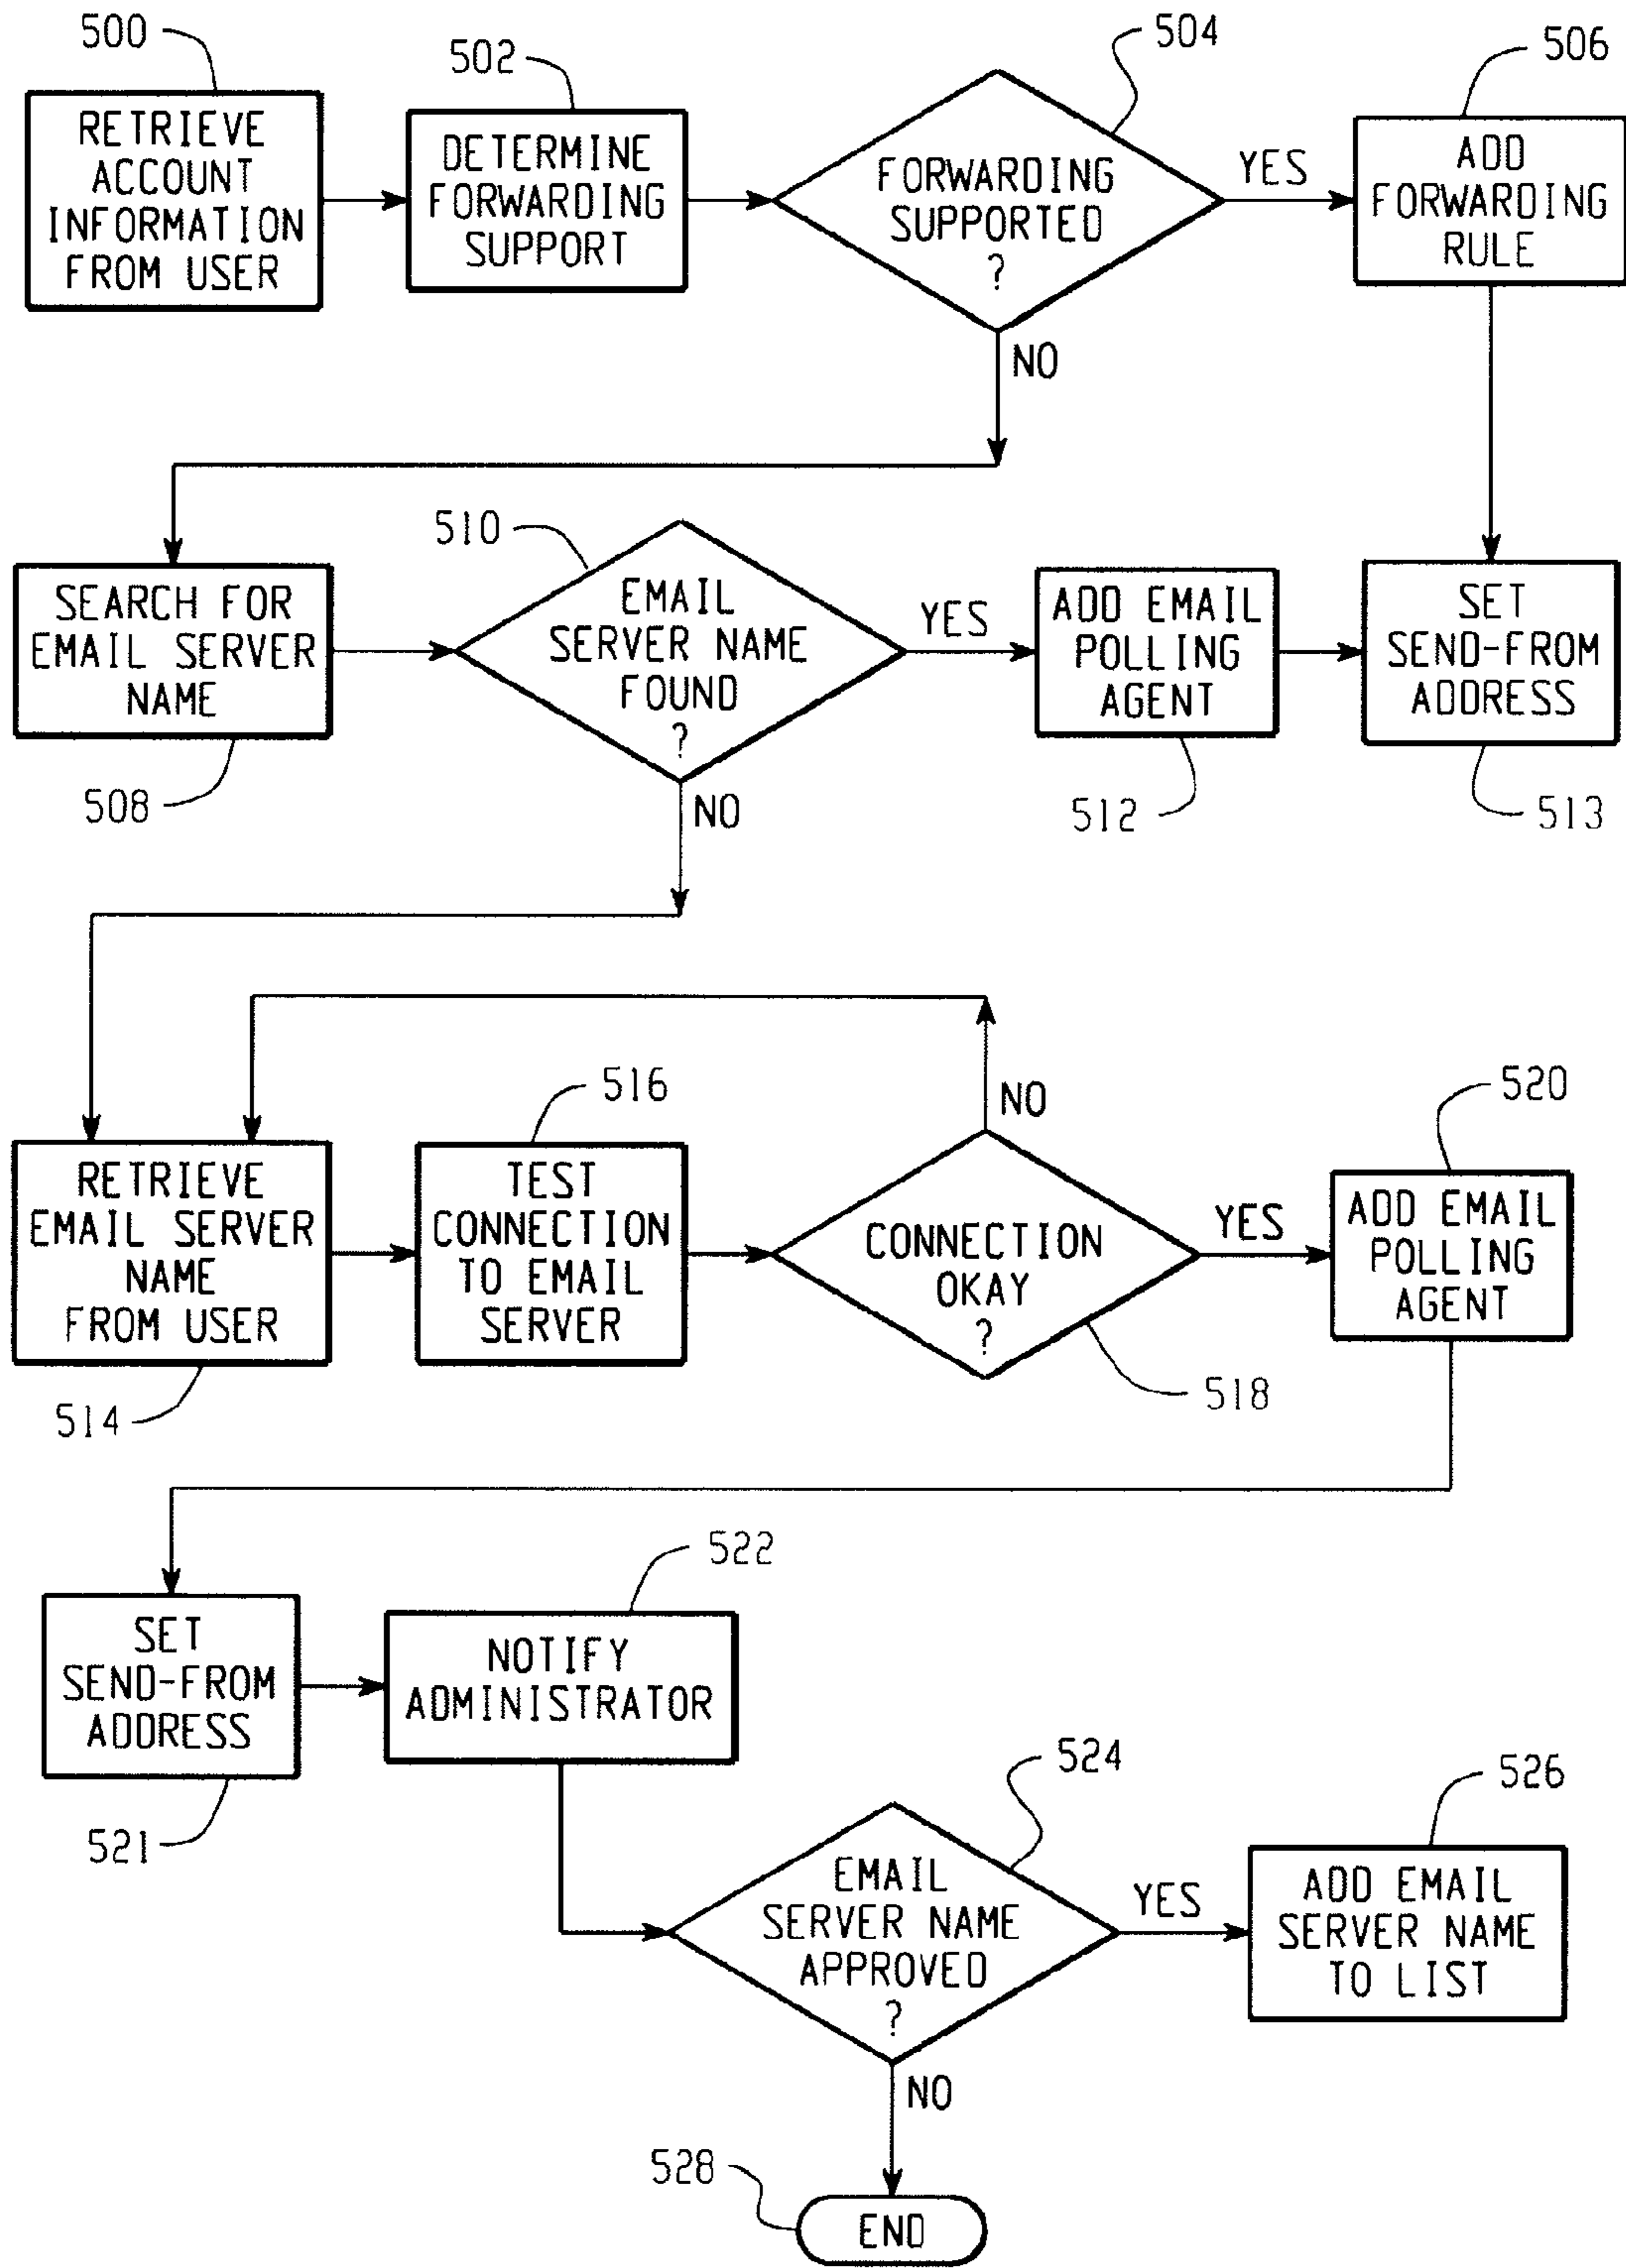 500
502
504
506
RETRIEVE
ACCOUNT
INFORMATION
FROM USER
DETERMINE
FORWARDING
SUPPORT
FORWARDING
SUPPORTED
?
YES
ADD
FORWARDING
RULE
NO
510
SEARCH FOR
EMAIL SERVER
NAME
508
EMAIL
SERVER NAME
FOUND
?
YES
NO
ADD EMAIL
POLLING
AGENT
512
SET
SEND-FROM
ADDRESS
513
516
520
RETRIEVE
EMAIL SERVER
NAME
FROM USER
514
TEST
CONNECTION
TO EMAIL
SERVER
NO
CONNECTION
OKAY
?
518
YES
ADD EMAIL
POLLING
AGENT
522
SET
SEND-FROM
ADDRESS
521
NOTIFY
ADMINISTRATOR
524
526
EMAIL
SERVER NAME
APPROVED
?
YES
ADD EMAIL
SERVER NAME
TO LIST
NO
528
END